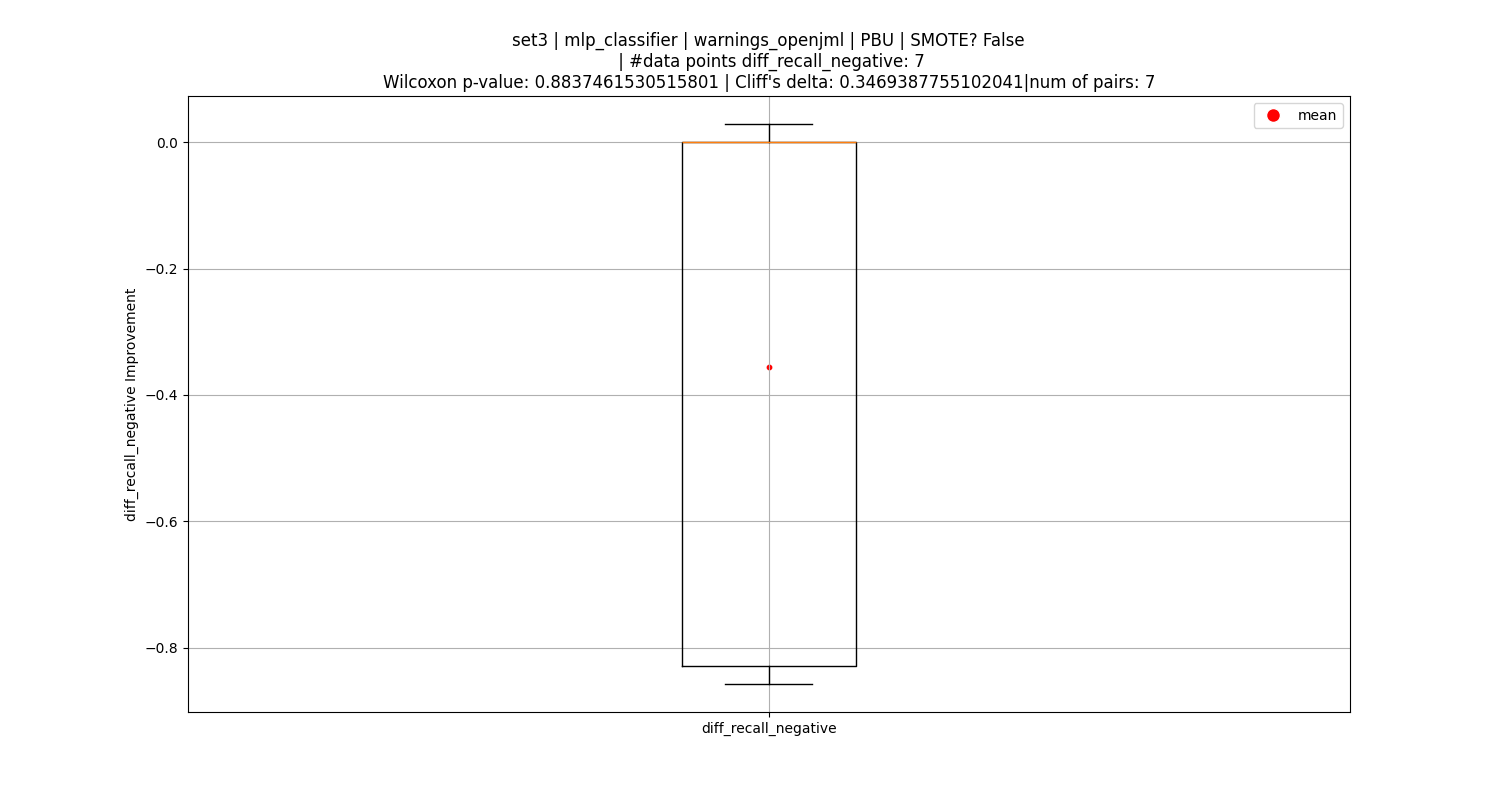 set3 | mlp_classifier | warnings_openjml | PBU | SMOTE? False
| #data points diff_recall_negative: 7
Wilcoxon p-value: 0.8837461530515801 | Cliff's delta: 0.3469387755102041|num of pairs: 7
mean
0.0
−0.2
−0.4
−0.6
−0.8
diff_recall_negative Improvement
diff_recall_negative